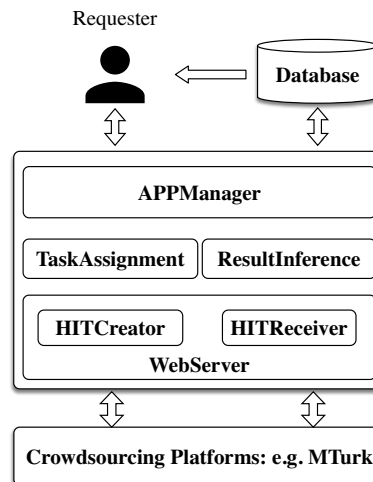 Requester
Database
APPManager
TaskAssignment ResultInference
HITCreator HITReceiver
WebServer
Crowdsourcing Platforms: e.g. MTurk